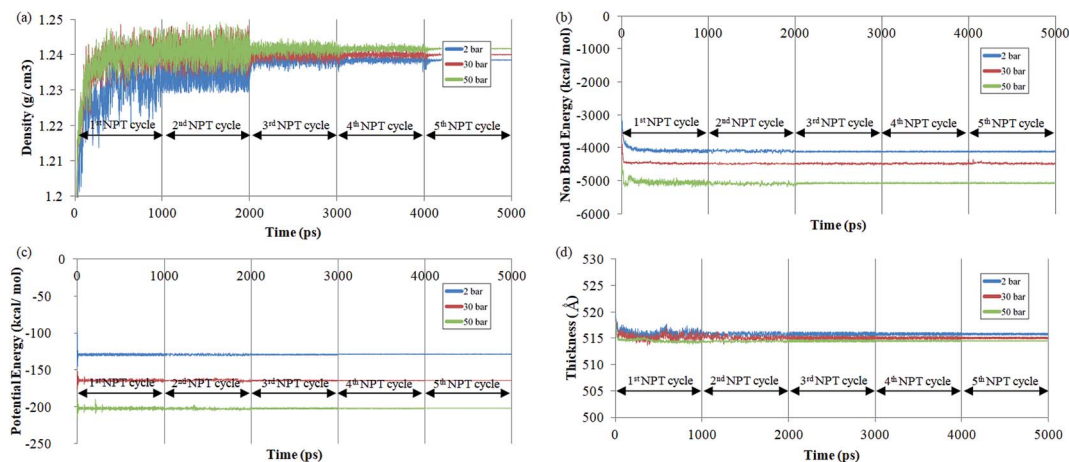 (a)
Density (g/ cm3)
1.25
1.24
1.23
1.22
1.21
1.2
2 bar
30 bar
50 bar
1st NPT cycle 2nd NPT cycle 3rd NPT cycle 4th NPT cycle 5th NPT cycle
0 1000 2000 3000 4000 5000
Time (ps)
(b)
Non Bond Energy (kcal/ mol)
0
-1000
-2000
-3000
-4000
-5000
-6000
0 1000 2000 3000 4000 5000
2 bar
30 bar
50 bar
1st NPT cycle 2nd NPT cycle 3rd NPT cycle 4th NPT cycle 5th NPT cycle
Time (ps)
(c)
Potential Energy (kcal/ mol)
0
-50
-100
-150
-200
-250
0 1000 2000 3000 4000 5000
2 bar
30 bar
50 bar
1st NPT cycle 2nd NPT cycle 3rd NPT cycle 4th NPT cycle 5th NPT cycle
Time (ps)
(d)
Thickness (Å)
530
525
520
515
510
505
500
2 bar
30 bar
50 bar
1st NPT cycle 2nd NPT cycle 3rd NPT cycle 4th NPT cycle 5th NPT cycle
0 1000 2000 3000 4000 5000
Time (ps)